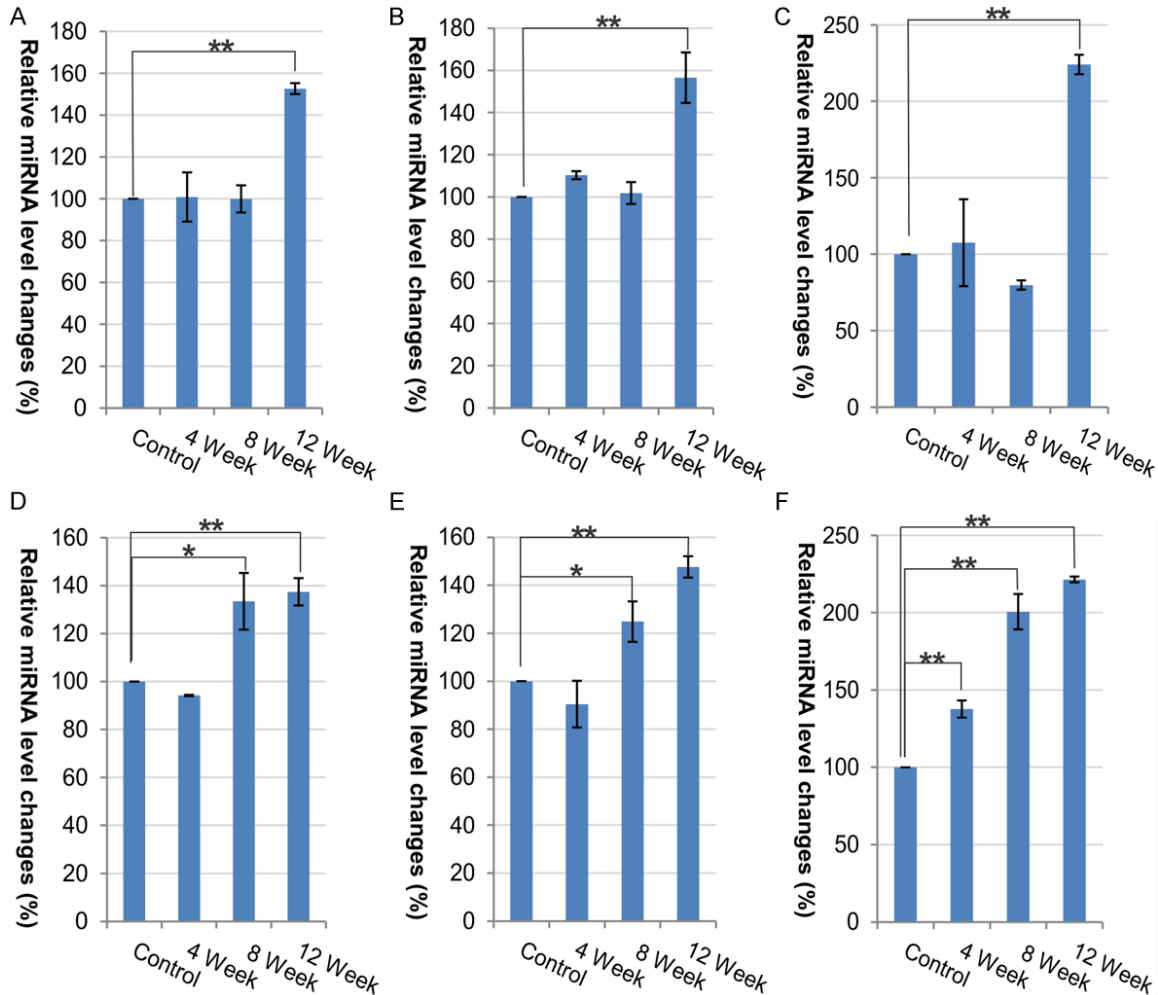 A
Relative miRNA level changes (%)
180
160
140
120
100
80
60
40
20
0
**
Control
4 Week
8 Week
12 Week
B
Relative miRNA level changes (%)
180
160
140
120
100
80
60
40
20
0
**
Control
4 Week
8 Week
12 Week
C
Relative miRNA level changes (%)
250
200
150
100
50
0
**
Control
4 Week
8 Week
12 Week
D
Relative miRNA level changes (%)
160
140
120
100
80
60
40
20
0
**
*
Control
4 Week
8 Week
12 Week
E
Relative miRNA level changes (%)
160
140
120
100
80
60
40
20
0
**
*
Control
4 Week
8 Week
12 Week
F
Relative miRNA level changes (%)
250
200
150
100
50
0
**
**
**
Control
4 Week
8 Week
12 Week